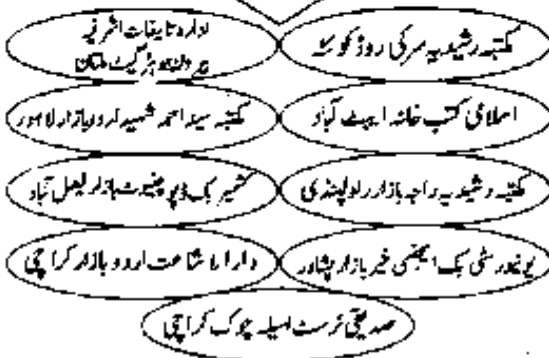 مکتبہ رشیدیہ سرکی روڈ کوئٹہ
ادارہ تالیفات اشرفیہ
بیرون بوہڑ گیٹ ملتان
اسلامی کتب خانہ ایبٹ آباد
مکتبہ سید احمد شہید اردو بازار لاہور
مکتبہ رشیدیہ راجہ بازار راولپنڈی
کشمیر بک ڈپو چنیوٹ بازار فیصل آباد
یونیورسٹی بک ایجنسی خیبر بازار پشاور
دارالاشاعت اردو بازار کراچی
صدیقی ٹرسٹ لسبیلہ چوک کراچی